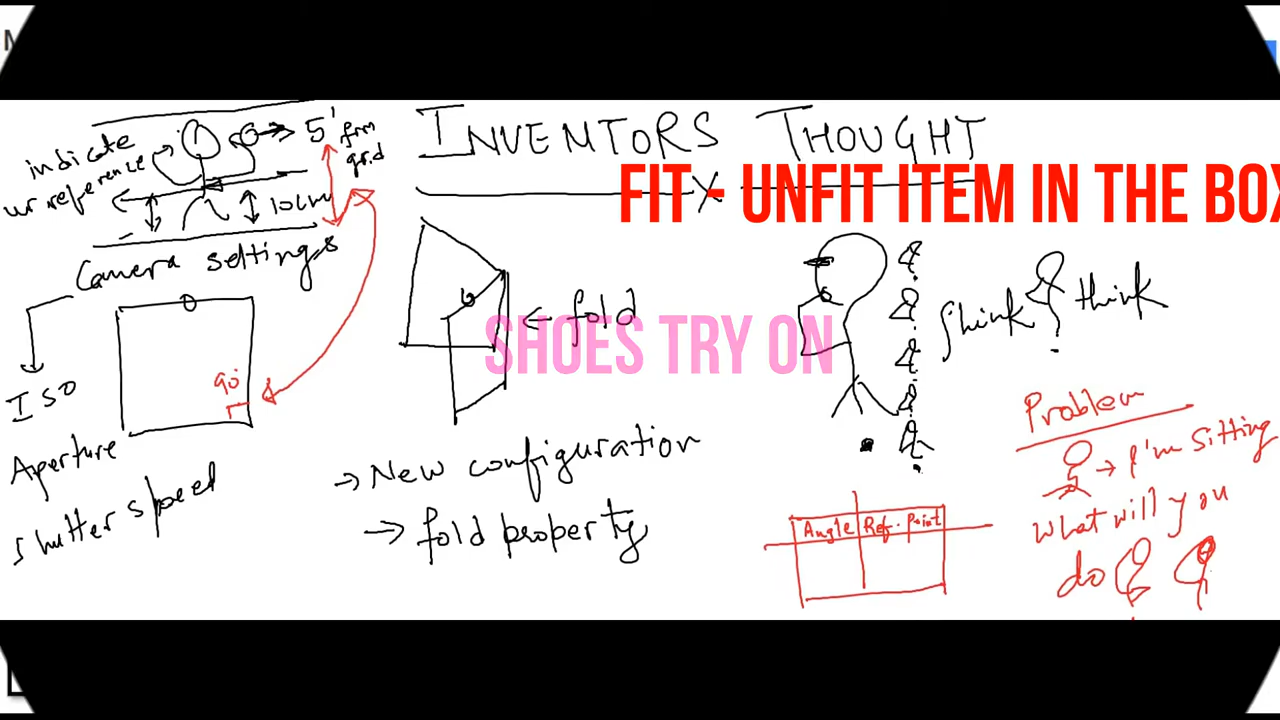 INVENTORS THOUGHT
FIT - UNFIT ITEM IN THE BOX
SHOES TRY ON
indicate
ur reference
5' frm
grd
10cm
Camera settings
ISO
Aperture
shutter speed
90°
← fold
→ New configuration
→ fold property
think
think
Problem
→ I'm sitting
What will you
do
Angle Ref. Point